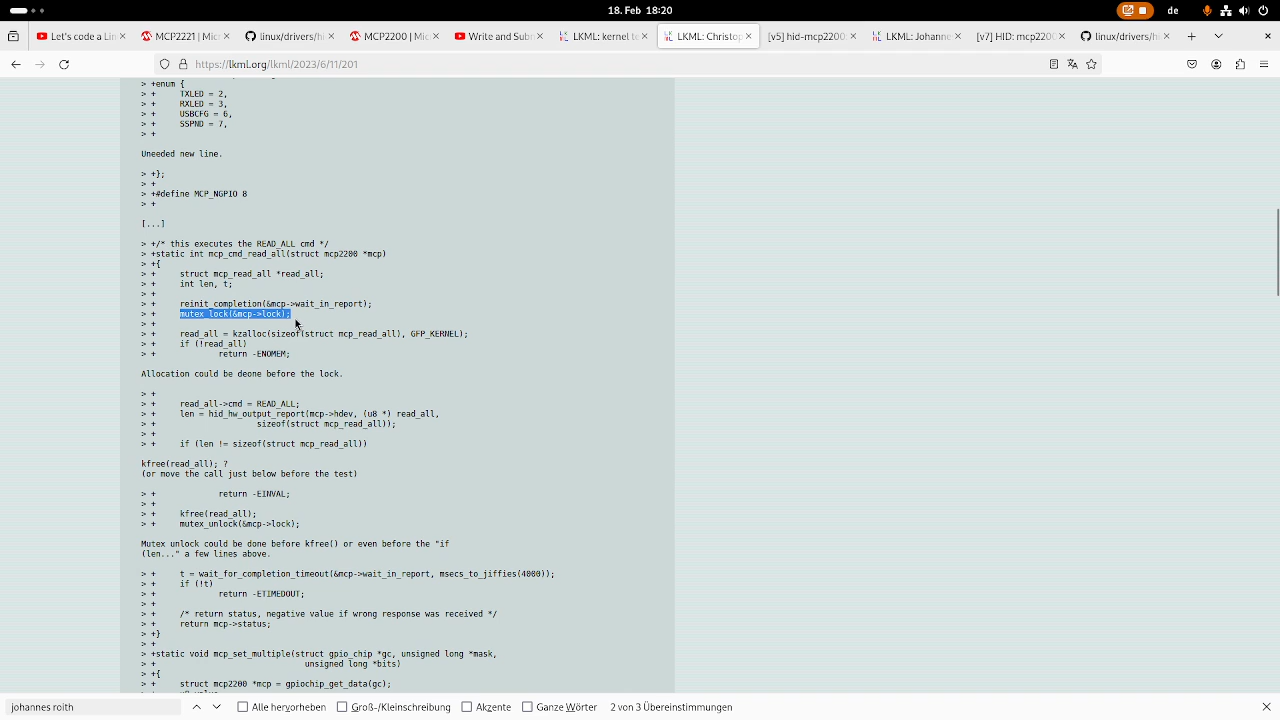 18. Feb 18:20
de
Let's code a Lin
MCP2221 | Micr
linux/drivers/hi
MCP2200 | Mic
Write and Subm
LKML: kernel te
LKML: Christop
[v5] hid-mcp2200:
LKML: Johanne
[v7] HID: mcp220
linux/drivers/hi
https://lkml.org/lkml/2023/6/11/201
> +enum {
> +     TXLED = 2,
> +     RXLED = 3,
> +     USBCFG = 6,
> +     SSPND = 7,
> +
Uneeded new line.
> +};
> +
> +#define MCP_NGPIO 8
> +
[...]
> +/* this executes the READ_ALL cmd */
> +static int mcp_cmd_read_all(struct mcp2200 *mcp)
> +{
> +     struct mcp_read_all *read_all;
> +     int len, t;
> +
> +     reinit_completion(&mcp->wait_in_report);
> +     mutex_lock(&mcp->lock);
> +
> +     read_all = kzalloc(sizeof(struct mcp_read_all), GFP_KERNEL);
> +     if (!read_all)
> +             return -ENOMEM;
Allocation could be deone before the lock.
> +
> +     read_all->cmd = READ_ALL;
> +     len = hid_hw_output_report(mcp->hdev, (u8 *) read_all,
> +                     sizeof(struct mcp_read_all));
> +
> +     if (len != sizeof(struct mcp_read_all))
kfree(read_all); ?
(or move the call just below before the test)
> +             return -EINVAL;
> +
> +     kfree(read_all);
> +     mutex_unlock(&mcp->lock);
Mutex unlock could be done before kfree() or even before the "if
(len..." a few lines above.
> +     t = wait_for_completion_timeout(&mcp->wait_in_report, msecs_to_jiffies(4000));
> +     if (!t)
> +             return -ETIMEDOUT;
> +
> +     /* return status, negative value if wrong response was received */
> +     return mcp->status;
> +}
> +
> +static void mcp_set_multiple(struct gpio_chip *gc, unsigned long *mask,
> +                               unsigned long *bits)
> +{
> +     struct mcp2200 *mcp = gpiochip_get_data(gc);
johannes roith
Alle hervorheben
Groß-/Kleinschreibung
Akzente
Ganze Wörter
2 von 3 Übereinstimmungen